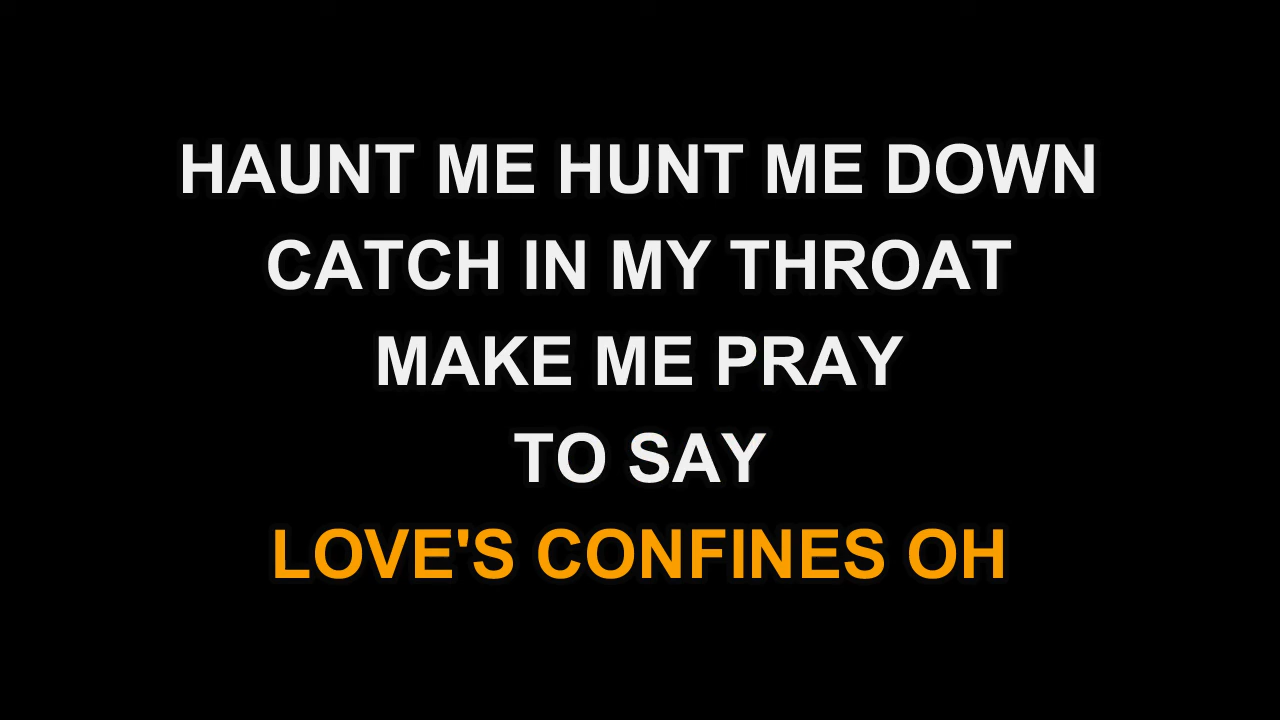 HAUNT ME HUNT ME DOWN
CATCH IN MY THROAT
MAKE ME PRAY
TO SAY
LOVE'S CONFINES OH